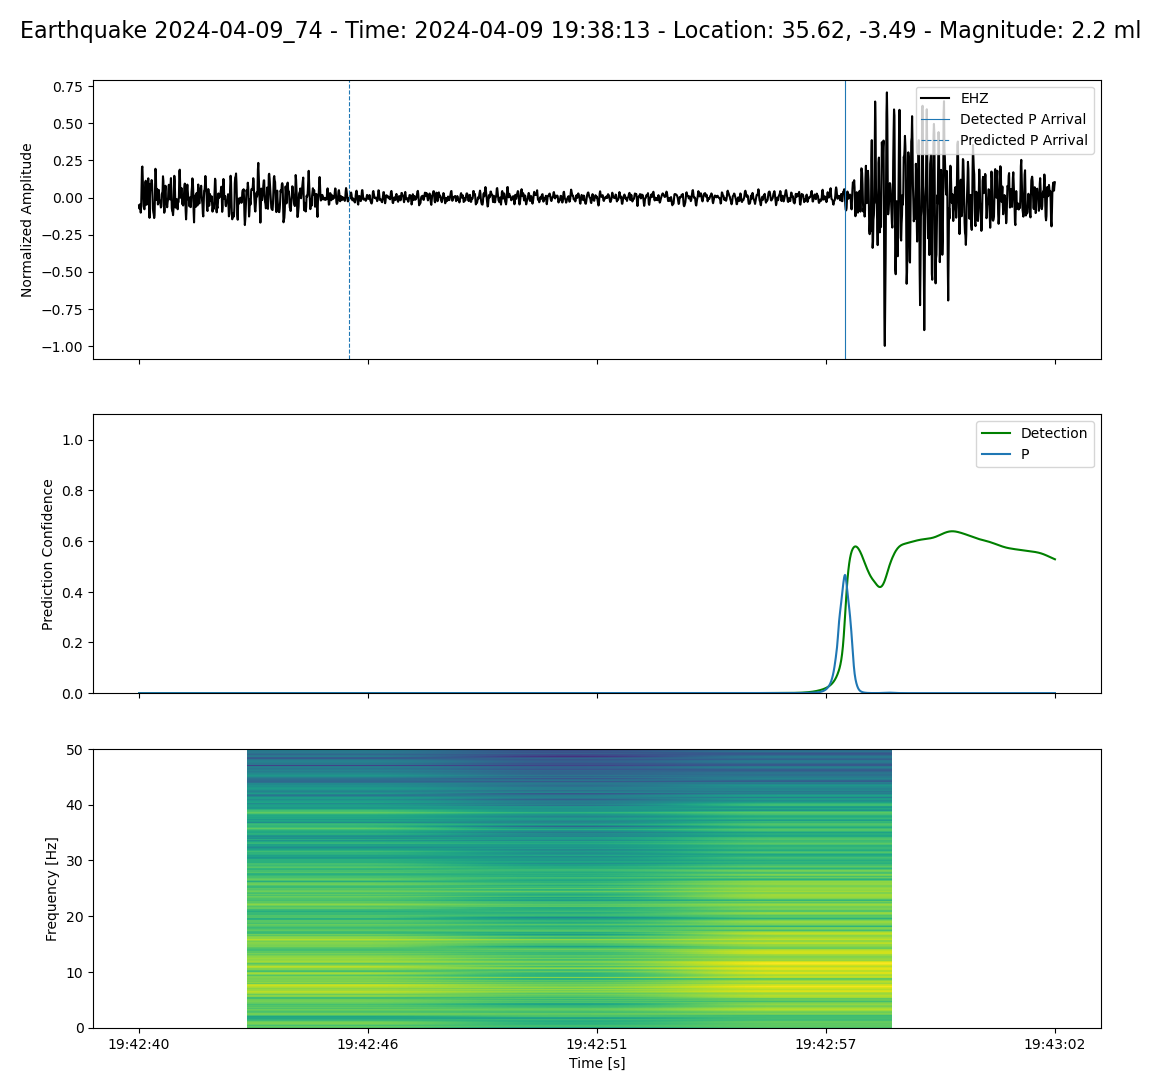 Earthquake 2024-04-09_74 - Time: 2024-04-09 19:38:13 - Location: 35.62, -3.49 - Magnitude: 2.2 ml
0.75
0.50
0.25
0.00
−0.25
−0.50
−0.75
−1.00
Normalized Amplitude
EHZ
Detected P Arrival
Predicted P Arrival
1.0
0.8
0.6
0.4
0.2
0.0
Prediction Confidence
Detection
P
50
40
30
20
10
0
Frequency [Hz]
19:42:40
19:42:46
19:42:51
19:42:57
19:43:02
Time [s]